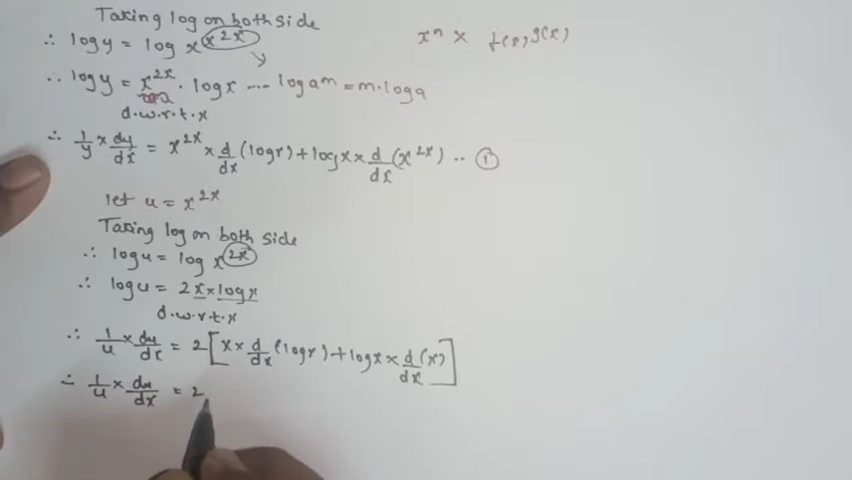 Taking log on both side
∴ log y = log x^(x^(2x))
xⁿ × f(x)^g(x)
∴ log y = x^(2x) · log x ---- log a^m = m·log a
d.w.r.t.x
∴ 1/y × dy/dx = x^(2x) × d/dx (log x) + log x × d/dx (x^(2x)) -- ①
let u = x^(2x)
Taking log on both side
∴ log u = log x^(2x)
∴ log u = 2x × log x
d.w.r.t.x
∴ 1/u × du/dx = 2 [x × d/dx (log x) + log x × d/dx (x)]
∴ 1/u × du/dx = 2